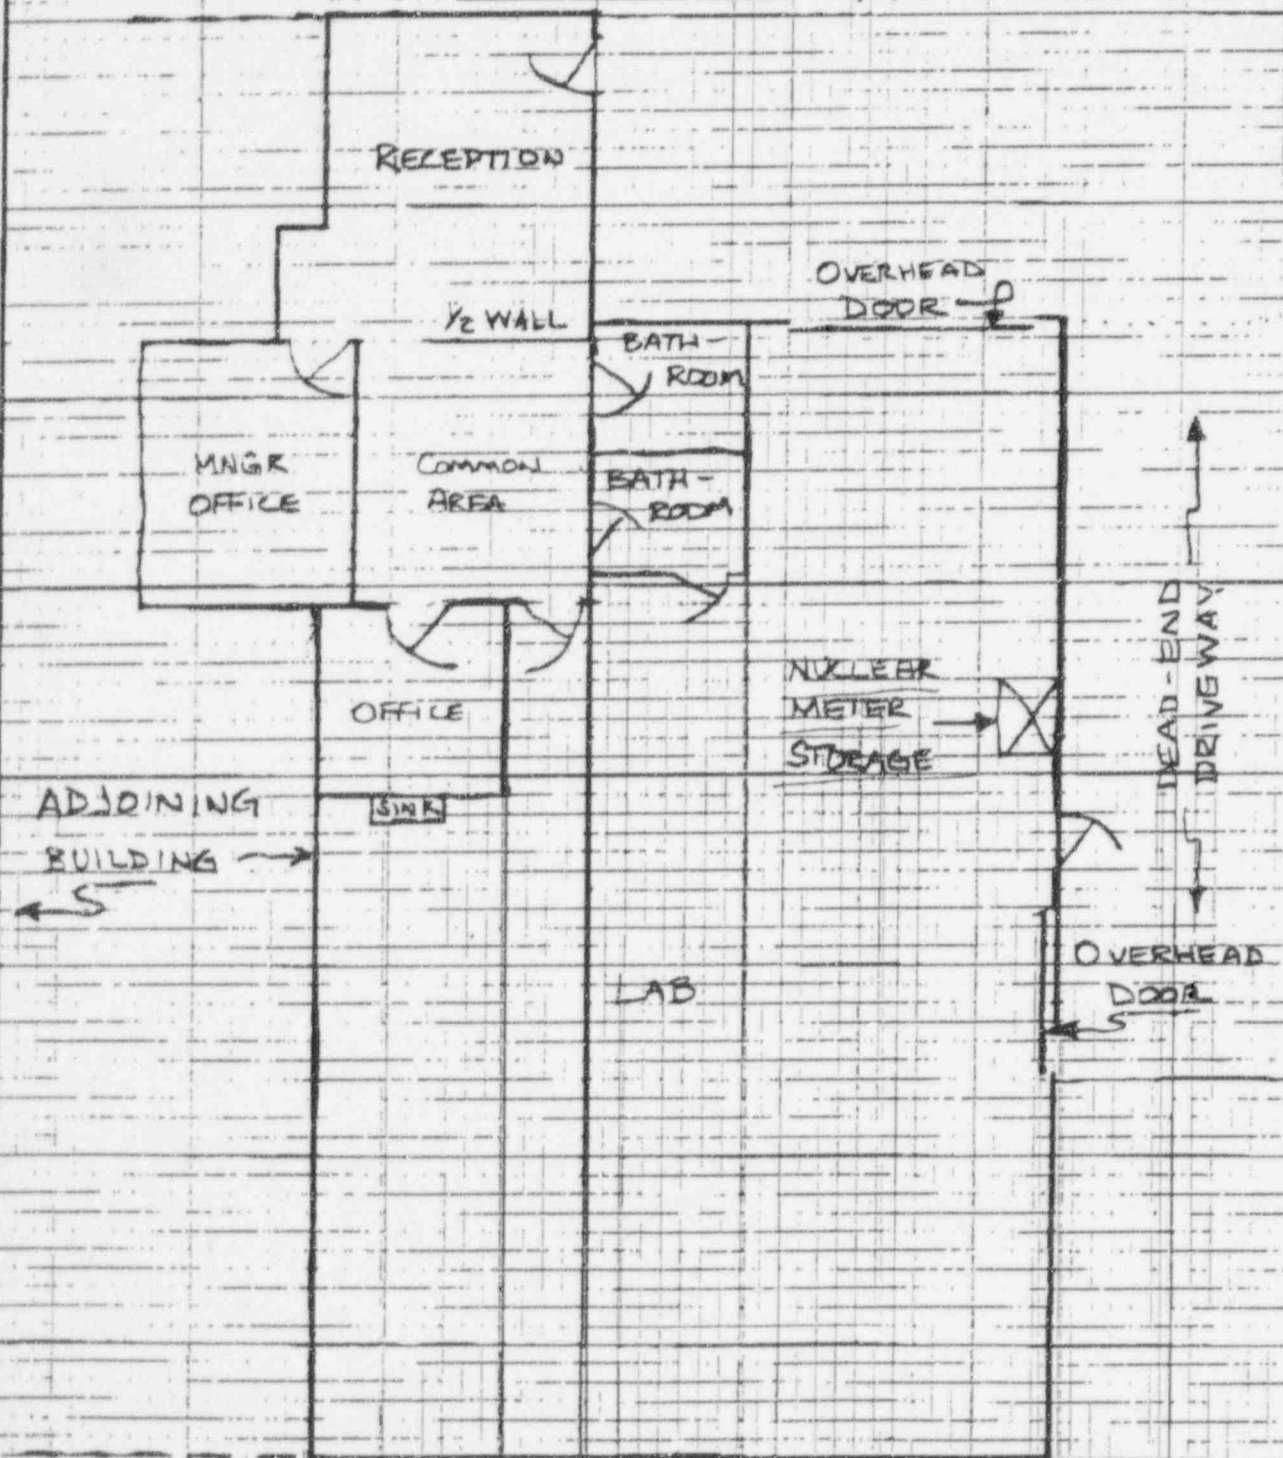 RECEPTION
OVERHEAD
DOOR
1/2 WALL
BATH-
ROOM
MNGR
OFFICE
COMMON
AREA
BATH-
ROOM
NUCLEAR
METER
STORAGE
DEAD-END
DRIVEWAY
OFFICE
SINK
ADJOINING
BUILDING
OVERHEAD
DOOR
LAB